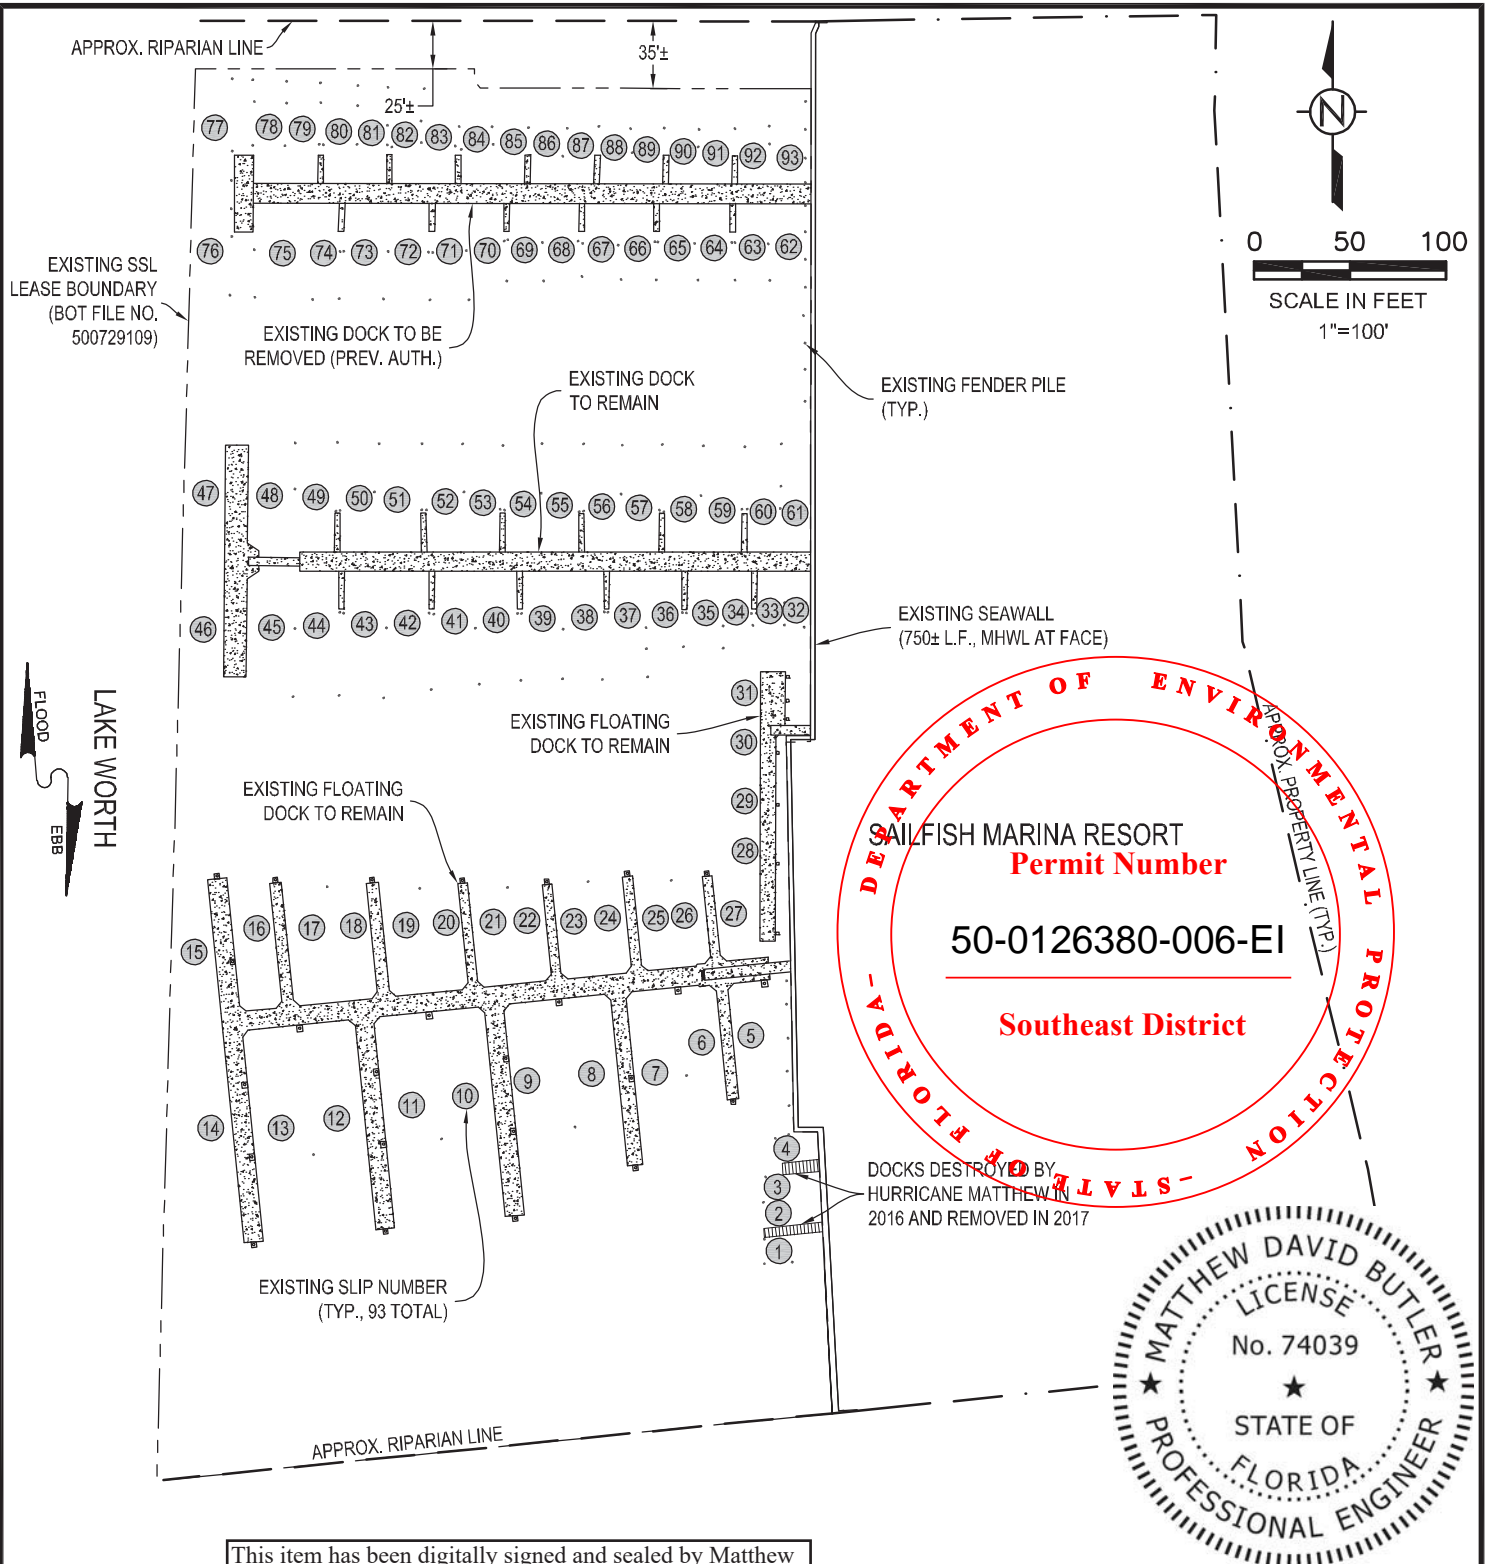 APPROX. RIPARIAN LINE
25'±
35'±
N
0 50 100
SCALE IN FEET
1"=100'
77 78 79 80 81 82 83 84 85 86 87 88 89 90 91 92 93
76 75 74 73 72 71 70 69 68 67 66 65 64 63 62
EXISTING SSL
LEASE BOUNDARY
(BOT FILE NO.
500729109)
EXISTING DOCK TO BE
REMOVED (PREV. AUTH.)
EXISTING DOCK
TO REMAIN
EXISTING FENDER PILE
(TYP.)
47 48 49 50 51 52 53 54 55 56 57 58 59 60 61
46 45 44 43 42 41 40 39 38 37 36 35 34 33 32
EXISTING SEAWALL
(750± L.F., MHWL AT FACE)
FLOOD
EBB
LAKE WORTH
EXISTING FLOATING
DOCK TO REMAIN
31
30
29
28
EXISTING FLOATING
DOCK TO REMAIN
15 16 17 18 19 20 21 22 23 24 25 26 27
14 13 12 11 10 9 8 7 6 5
4
3
2
1
APPROX. PROPERTY LINE (TYP.)
DEPARTMENT OF ENVIRONMENTAL PROTECTION
-STATE OF FLORIDA-
SAILFISH MARINA RESORT
Permit Number
50-0126380-006-EI
Southeast District
DOCKS DESTROYED BY
HURRICANE MATTHEW IN
2016 AND REMOVED IN 2017
EXISTING SLIP NUMBER
(TYP., 93 TOTAL)
APPROX. RIPARIAN LINE
MATTHEW DAVID BUTLER
LICENSE
No. 74039
STATE OF
FLORIDA
PROFESSIONAL ENGINEER
This item has been digitally signed and sealed by Matthew